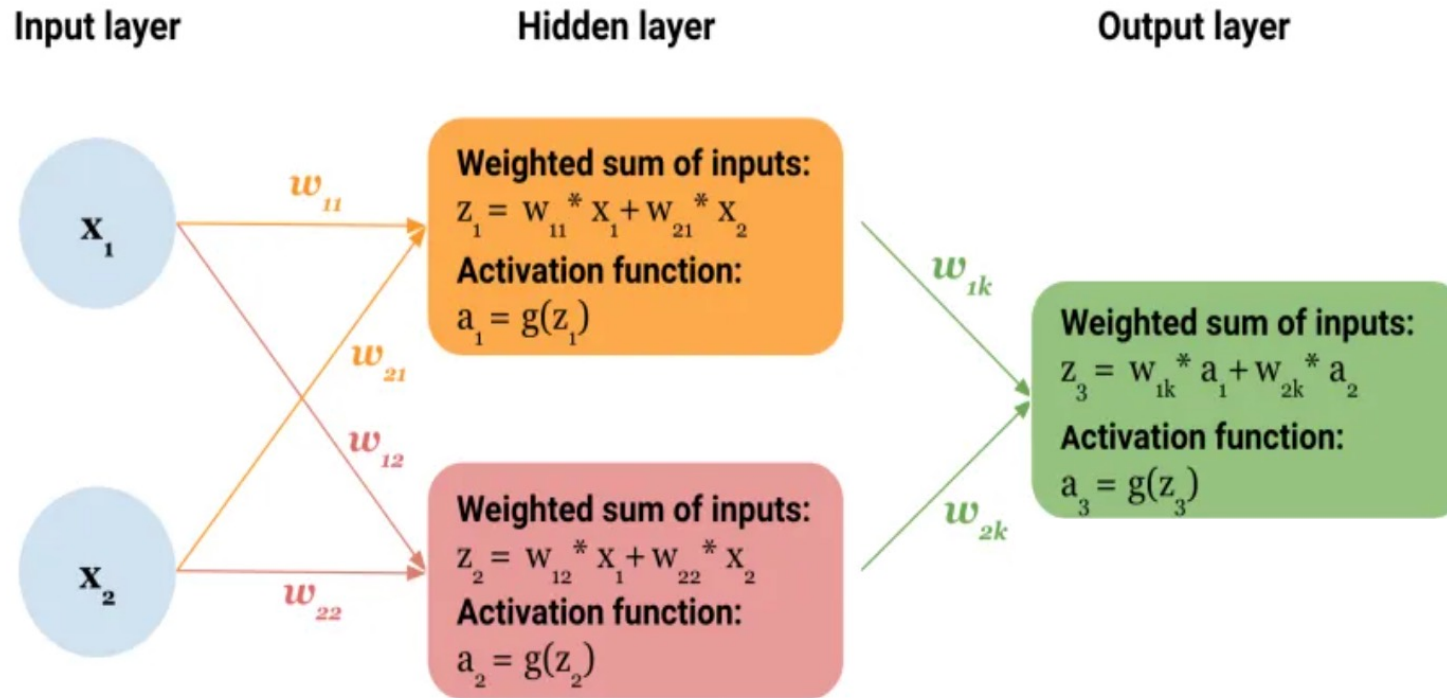 Input layer
Hidden layer
Output layer
x₁
w₁₁
Weighted sum of inputs:
z₁ = w₁₁* x₁+w₂₁* x₂
Activation function:
a₁ = g(z₁)
w₂₁
w₁₂
x₂
w₂₂
Weighted sum of inputs:
z₂ = w₁₂* x₁+w₂₂* x₂
Activation function:
a₂ = g(z₂)
w₁ₖ
w₂ₖ
Weighted sum of inputs:
z₃ = w₁ₖ* a₁+w₂ₖ* a₂
Activation function:
a₃ = g(z₃)